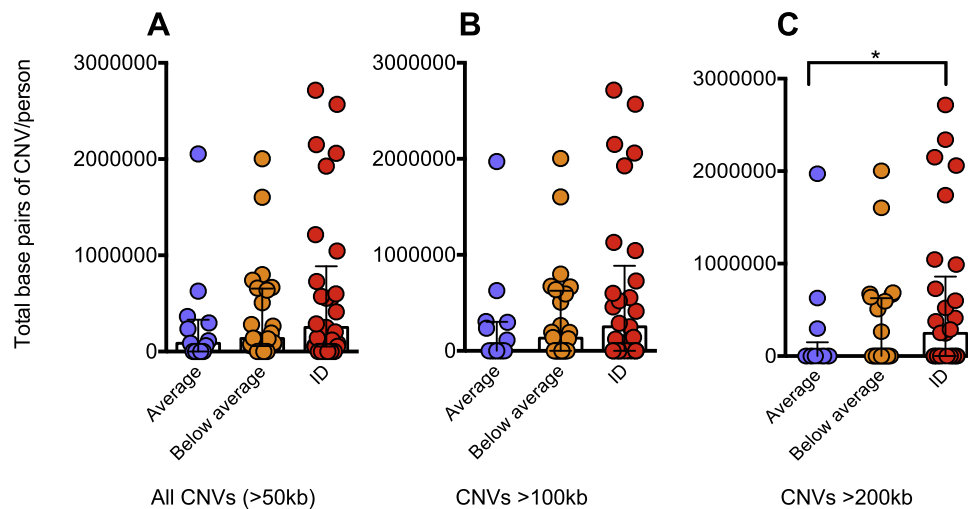 A
B
C
Total base pairs of CNV/person
3000000
2000000
1000000
0
Average
Below average
ID
All CNVs (>50kb)
3000000
2000000
1000000
0
Average
Below average
ID
CNVs >100kb
*
3000000
2000000
1000000
0
Average
Below average
ID
CNVs >200kb